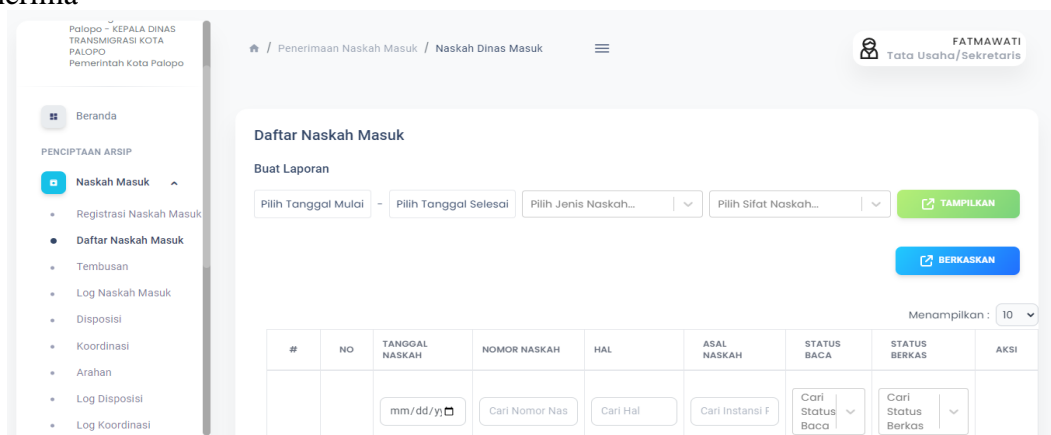 Palopo - KEPALA DINAS
TRANSMIGRASI KOTA
PALOPO
Pemerintah Kota Palopo
/ Penerimaan Naskah Masuk / Naskah Dinas Masuk
FATMAWATI
Tata Usaha/Sekretaris
Beranda
PENCIPTAAN ARSIP
Naskah Masuk
Registrasi Naskah Masuk
Daftar Naskah Masuk
Tembusan
Log Naskah Masuk
Disposisi
Koordinasi
Arahan
Log Disposisi
Log Koordinasi
Daftar Naskah Masuk
Buat Laporan
Pilih Tanggal Mulai - Pilih Tanggal Selesai Pilih Jenis Naskah... Pilih Sifat Naskah... TAMPILKAN
BERKASKAN
Menampilkan : 10
# NO TANGGAL NASKAH NOMOR NASKAH HAL ASAL NASKAH STATUS BACA STATUS BERKAS AKSI
mm/dd/yy Cari Nomor Nas Cari Hal Cari Instansi F Cari Status Baca Cari Status Berkas